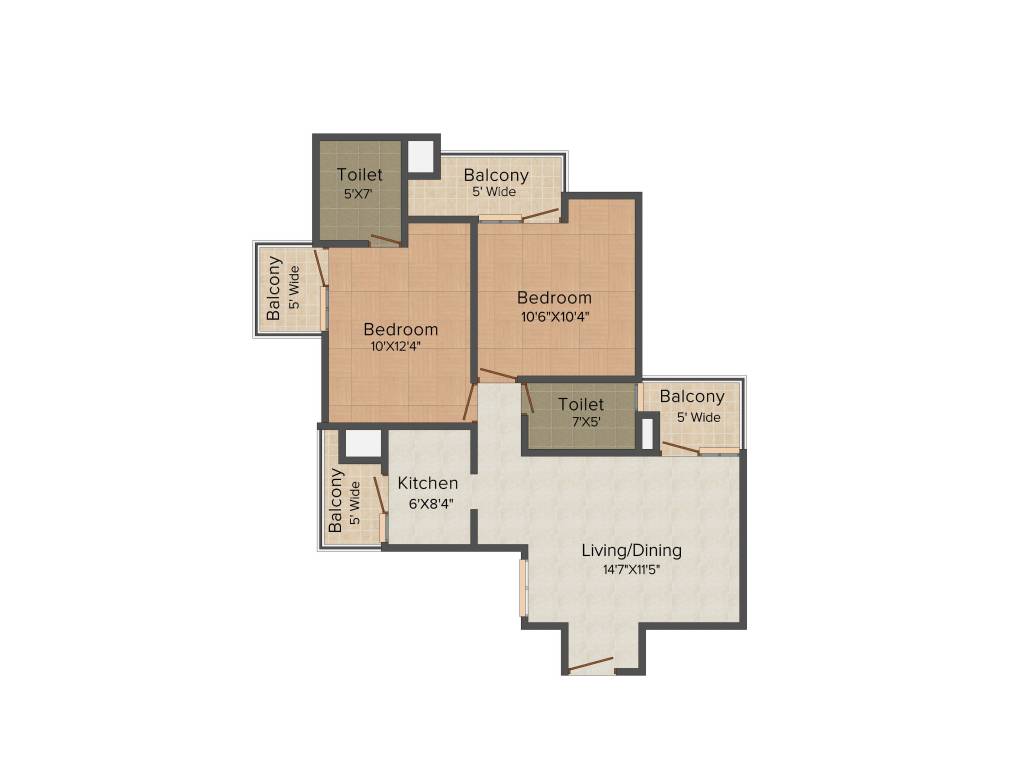 Toilet
5'X7'
Balcony
5' Wide
Balcony
5' Wide
Bedroom
10'6"X10'4"
Bedroom
10'X12'4"
Toilet
7'X5'
Balcony
5' Wide
Balcony
5' Wide
Kitchen
6'X8'4"
Living/Dining
14'7"X11'5"